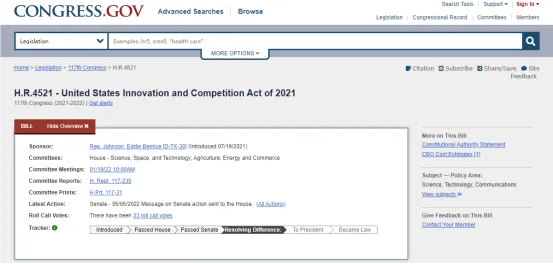 CONGRESS.GOV
Advanced Searches | Browse
Search Tools | Support | Sign In
Legislation | Congressional Record | Committees | Members
Legislation
Examples: hr5, sres9, "health care"
MORE OPTIONS
Home > Legislation > 117th Congress > H.R.4521
Citation Subscribe Share/Save Site Feedback
H.R.4521 - United States Innovation and Competition Act of 2021
117th Congress (2021-2022) | Get alerts
BILL Hide Overview ×
Sponsor: Rep. Johnson, Eddie Bernice [D-TX-30] (Introduced 07/19/2021)
Committees: House - Science, Space, and Technology; Agriculture; Energy and Commerce
Committee Meetings: 01/19/22 10:00AM
Committee Reports: H. Rept. 117-235
Committee Prints: H.Prt. 117-31
Latest Action: Senate - 05/05/2022 Message on Senate action sent to the House. (All Actions)
Roll Call Votes: There have been 33 roll call votes
Tracker: Introduced Passed House Passed Senate Resolving Difference: To President Became Law
More on This Bill
Constitutional Authority Statement
CBO Cost Estimates [1]
Subject — Policy Area:
Science, Technology, Communications
View subjects »
Give Feedback on This Bill
Contact Your Member